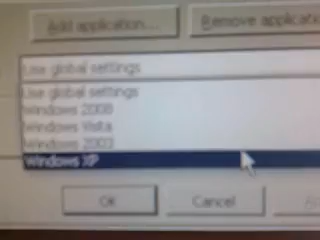 Add application...
Remove applicatio
Use global settings
Use global settings
Windows 2008
Windows Vista
Windows 2003
Windows XP
OK
Cancel